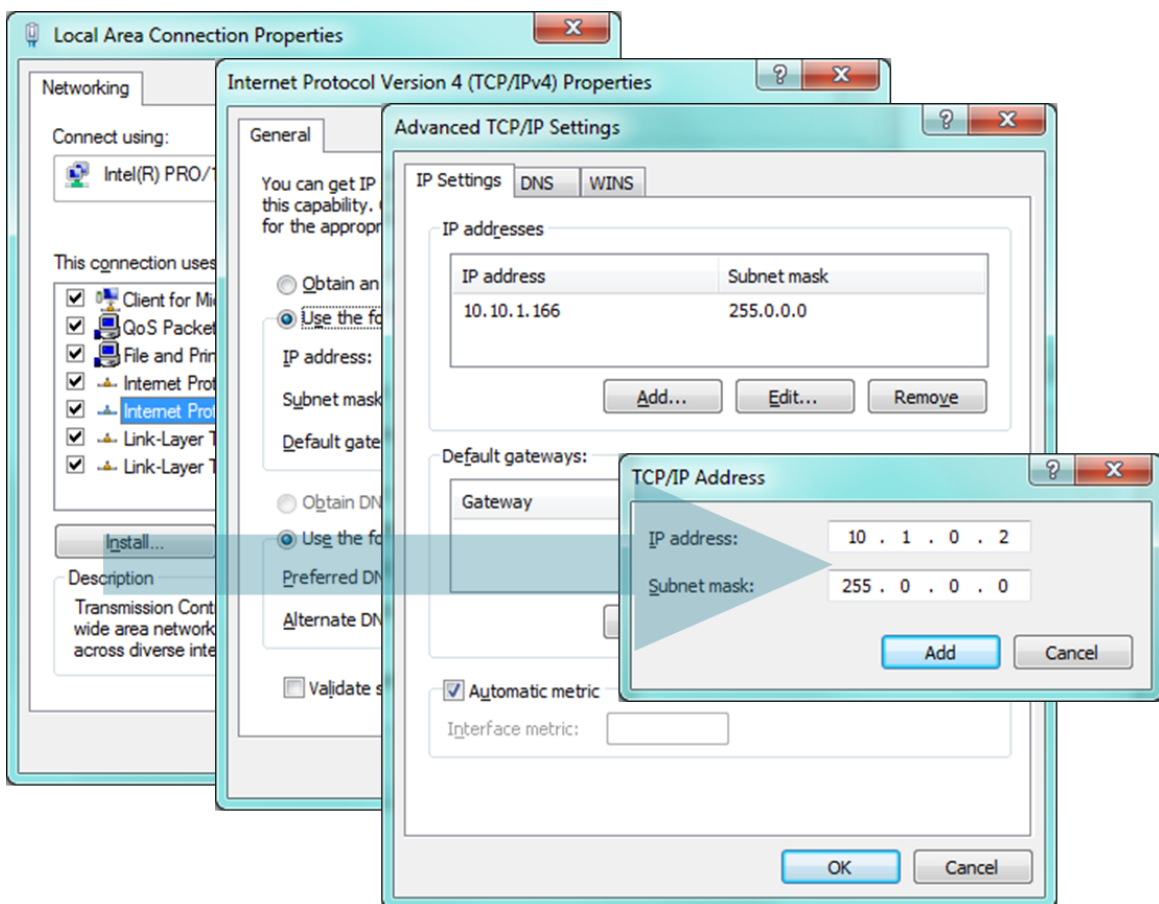 Local Area Connection Properties
Networking
Connect using:
Intel(R) PRO/1
This connection uses
Client for Mi
QoS Packet
File and Prin
Internet Prot
Internet Prot
Link-Layer T
Link-Layer T
Install...
Description
Transmission Cont
wide area network
across diverse inte
Internet Protocol Version 4 (TCP/IPv4) Properties
General
You can get IP
this capability.
for the appropr
Obtain an
Use the fo
IP address:
Subnet mask
Default gate
Obtain DN
Use the fo
Preferred DN
Alternate DN
Validate s
Advanced TCP/IP Settings
IP Settings DNS WINS
IP addresses
IP address Subnet mask
10.10.1.166 255.0.0.0
Add... Edit... Remove
Default gateways:
Gateway
Automatic metric
Interface metric:
OK Cancel
TCP/IP Address
IP address: 10 . 1 . 0 . 2
Subnet mask: 255 . 0 . 0 . 0
Add Cancel